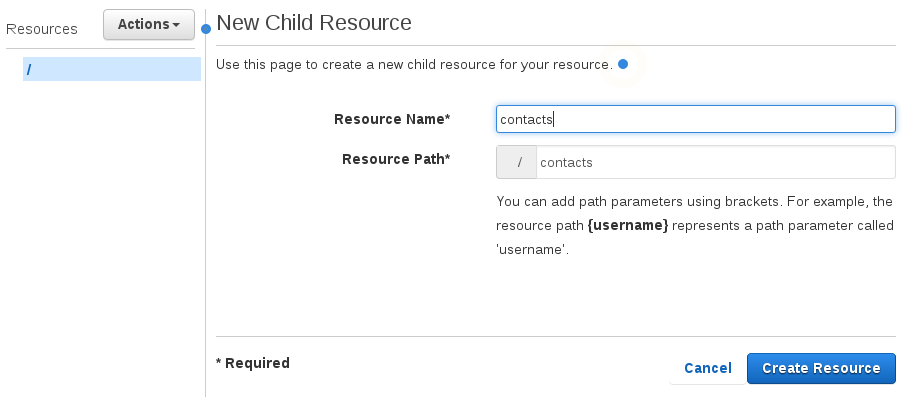 Resources
Actions
/
New Child Resource
Use this page to create a new child resource for your resource.
Resource Name*
contacts
Resource Path*
/ contacts
You can add path parameters using brackets. For example, the
resource path {username} represents a path parameter called
'username'.
* Required
Cancel
Create Resource